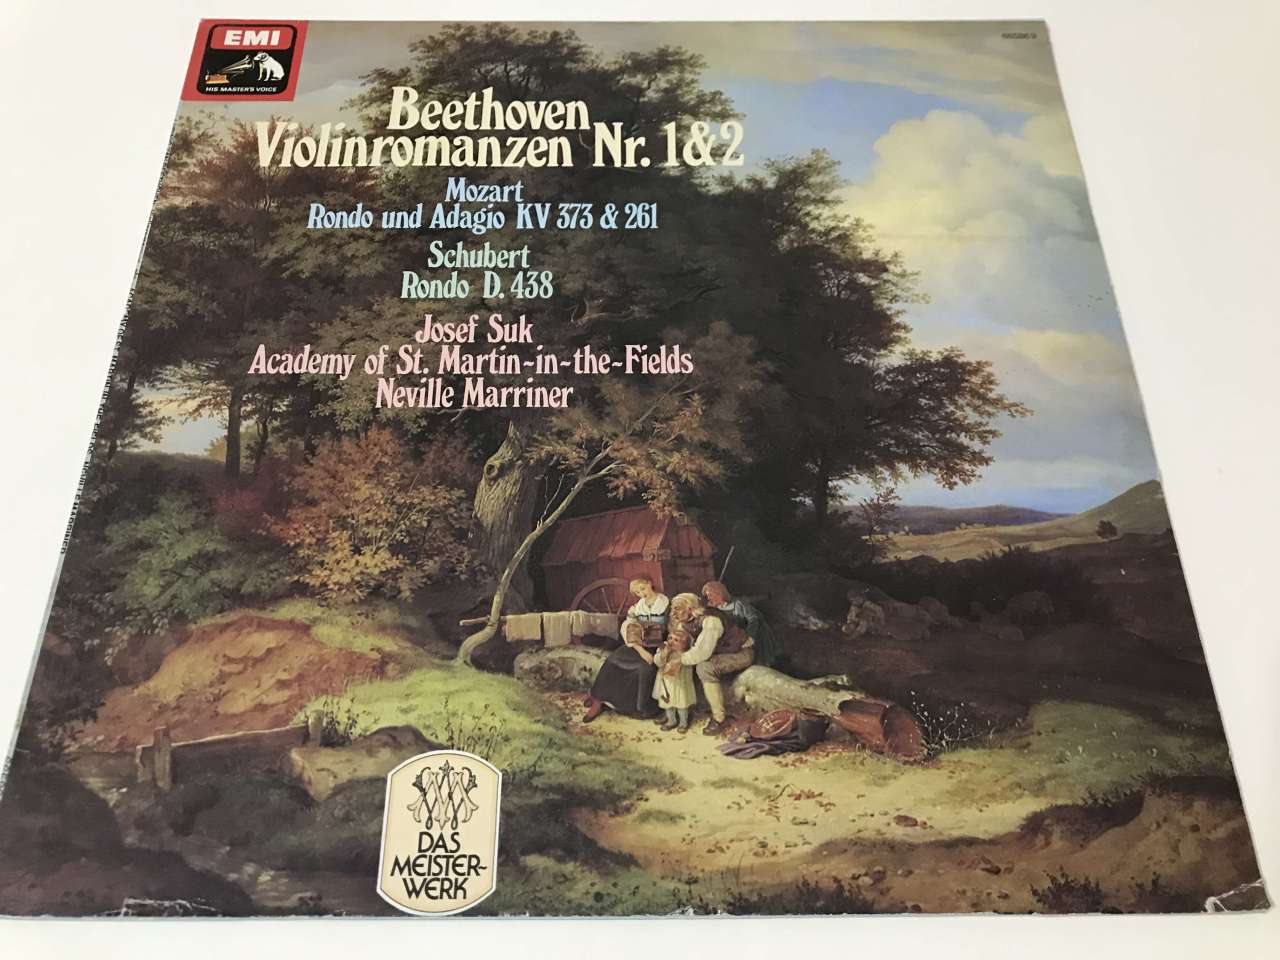 EMI
HIS MASTER'S VOICE
Beethoven
Violinromanzen Nr. 1&2
Mozart
Rondo und Adagio KV 373 & 261
Schubert
Rondo D. 438
Josef Suk
Academy of St. Martin-in-the-Fields
Neville Marriner
DAS
MEISTER-
WERK